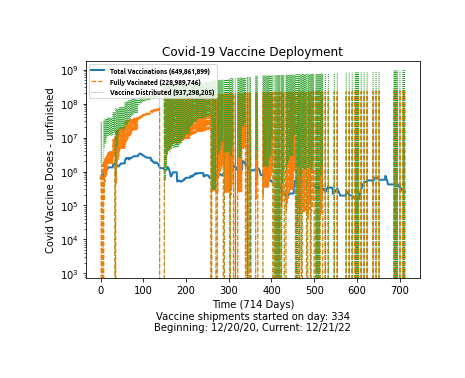 Covid-19 Vaccine Deployment
Total Vaccinations (649,861,899)
Fully Vacinated (228,989,746)
Vaccine Distributed (937,298,205)
Covid Vaccine Doses - unfinished
10⁹
10⁸
10⁷
10⁶
10⁵
10⁴
10³
0 100 200 300 400 500 600 700
Time (714 Days)
Vaccine shipments started on day: 334
Beginning: 12/20/20, Current: 12/21/22